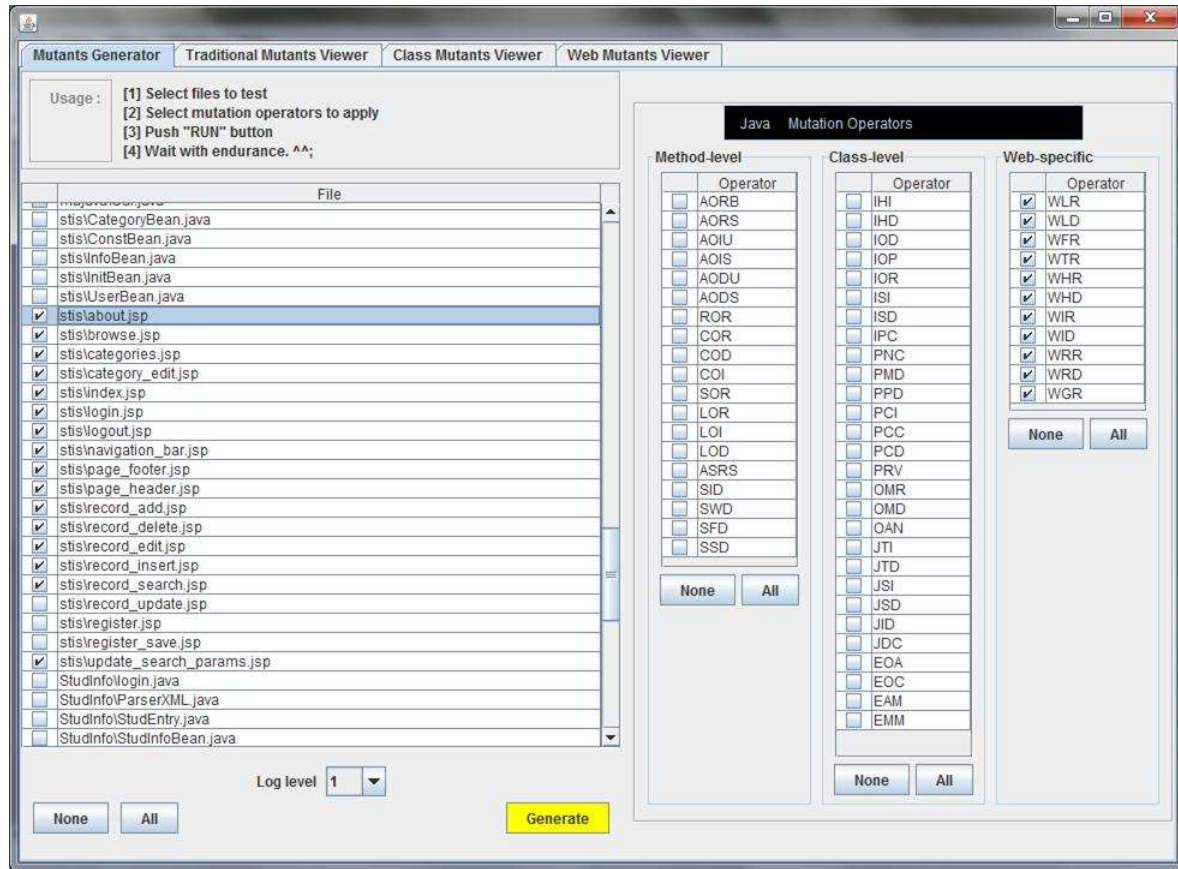 Mutants Generator Traditional Mutants Viewer Class Mutants Viewer Web Mutants Viewer
Usage :
[1] Select files to test
[2] Select mutation operators to apply
[3] Push "RUN" button
[4] Wait with endurance. ^^;
File
stis\CategoryBean.java
stis\ConstBean.java
stis\InfoBean.java
stis\InitBean.java
stis\UserBean.java
stis\about.jsp
stis\browse.jsp
stis\categories.jsp
stis\category_edit.jsp
stis\index.jsp
stis\login.jsp
stis\logout.jsp
stis\navigation_bar.jsp
stis\page_footer.jsp
stis\page_header.jsp
stis\record_add.jsp
stis\record_delete.jsp
stis\record_edit.jsp
stis\record_insert.jsp
stis\record_search.jsp
stis\record_update.jsp
stis\register.jsp
stis\register_save.jsp
stis\update_search_params.jsp
StudInfo\login.java
StudInfo\ParserXML.java
StudInfo\StudEntry.java
StudInfo\StudInfoBean.java
Log level 1
None All Generate
Java Mutation Operators
Method-level
Operator
AORB
AORS
AOIU
AOIS
AODU
AODS
ROR
COR
COD
COI
SOR
LOR
LOI
LOD
ASRS
SID
SWD
SFD
SSD
None All
Class-level
Operator
IHI
IHD
IOD
IOP
IOR
ISI
ISD
IPC
PNC
PMD
PPD
PCI
PCC
PCD
PRV
OMR
OMD
OAN
JTI
JTD
JSI
JSD
JID
JDC
EOA
EOC
EAM
EMM
None All
Web-specific
Operator
WLR
WLD
WFR
WTR
WHR
WHD
WIR
WID
WRR
WRD
WGR
None All